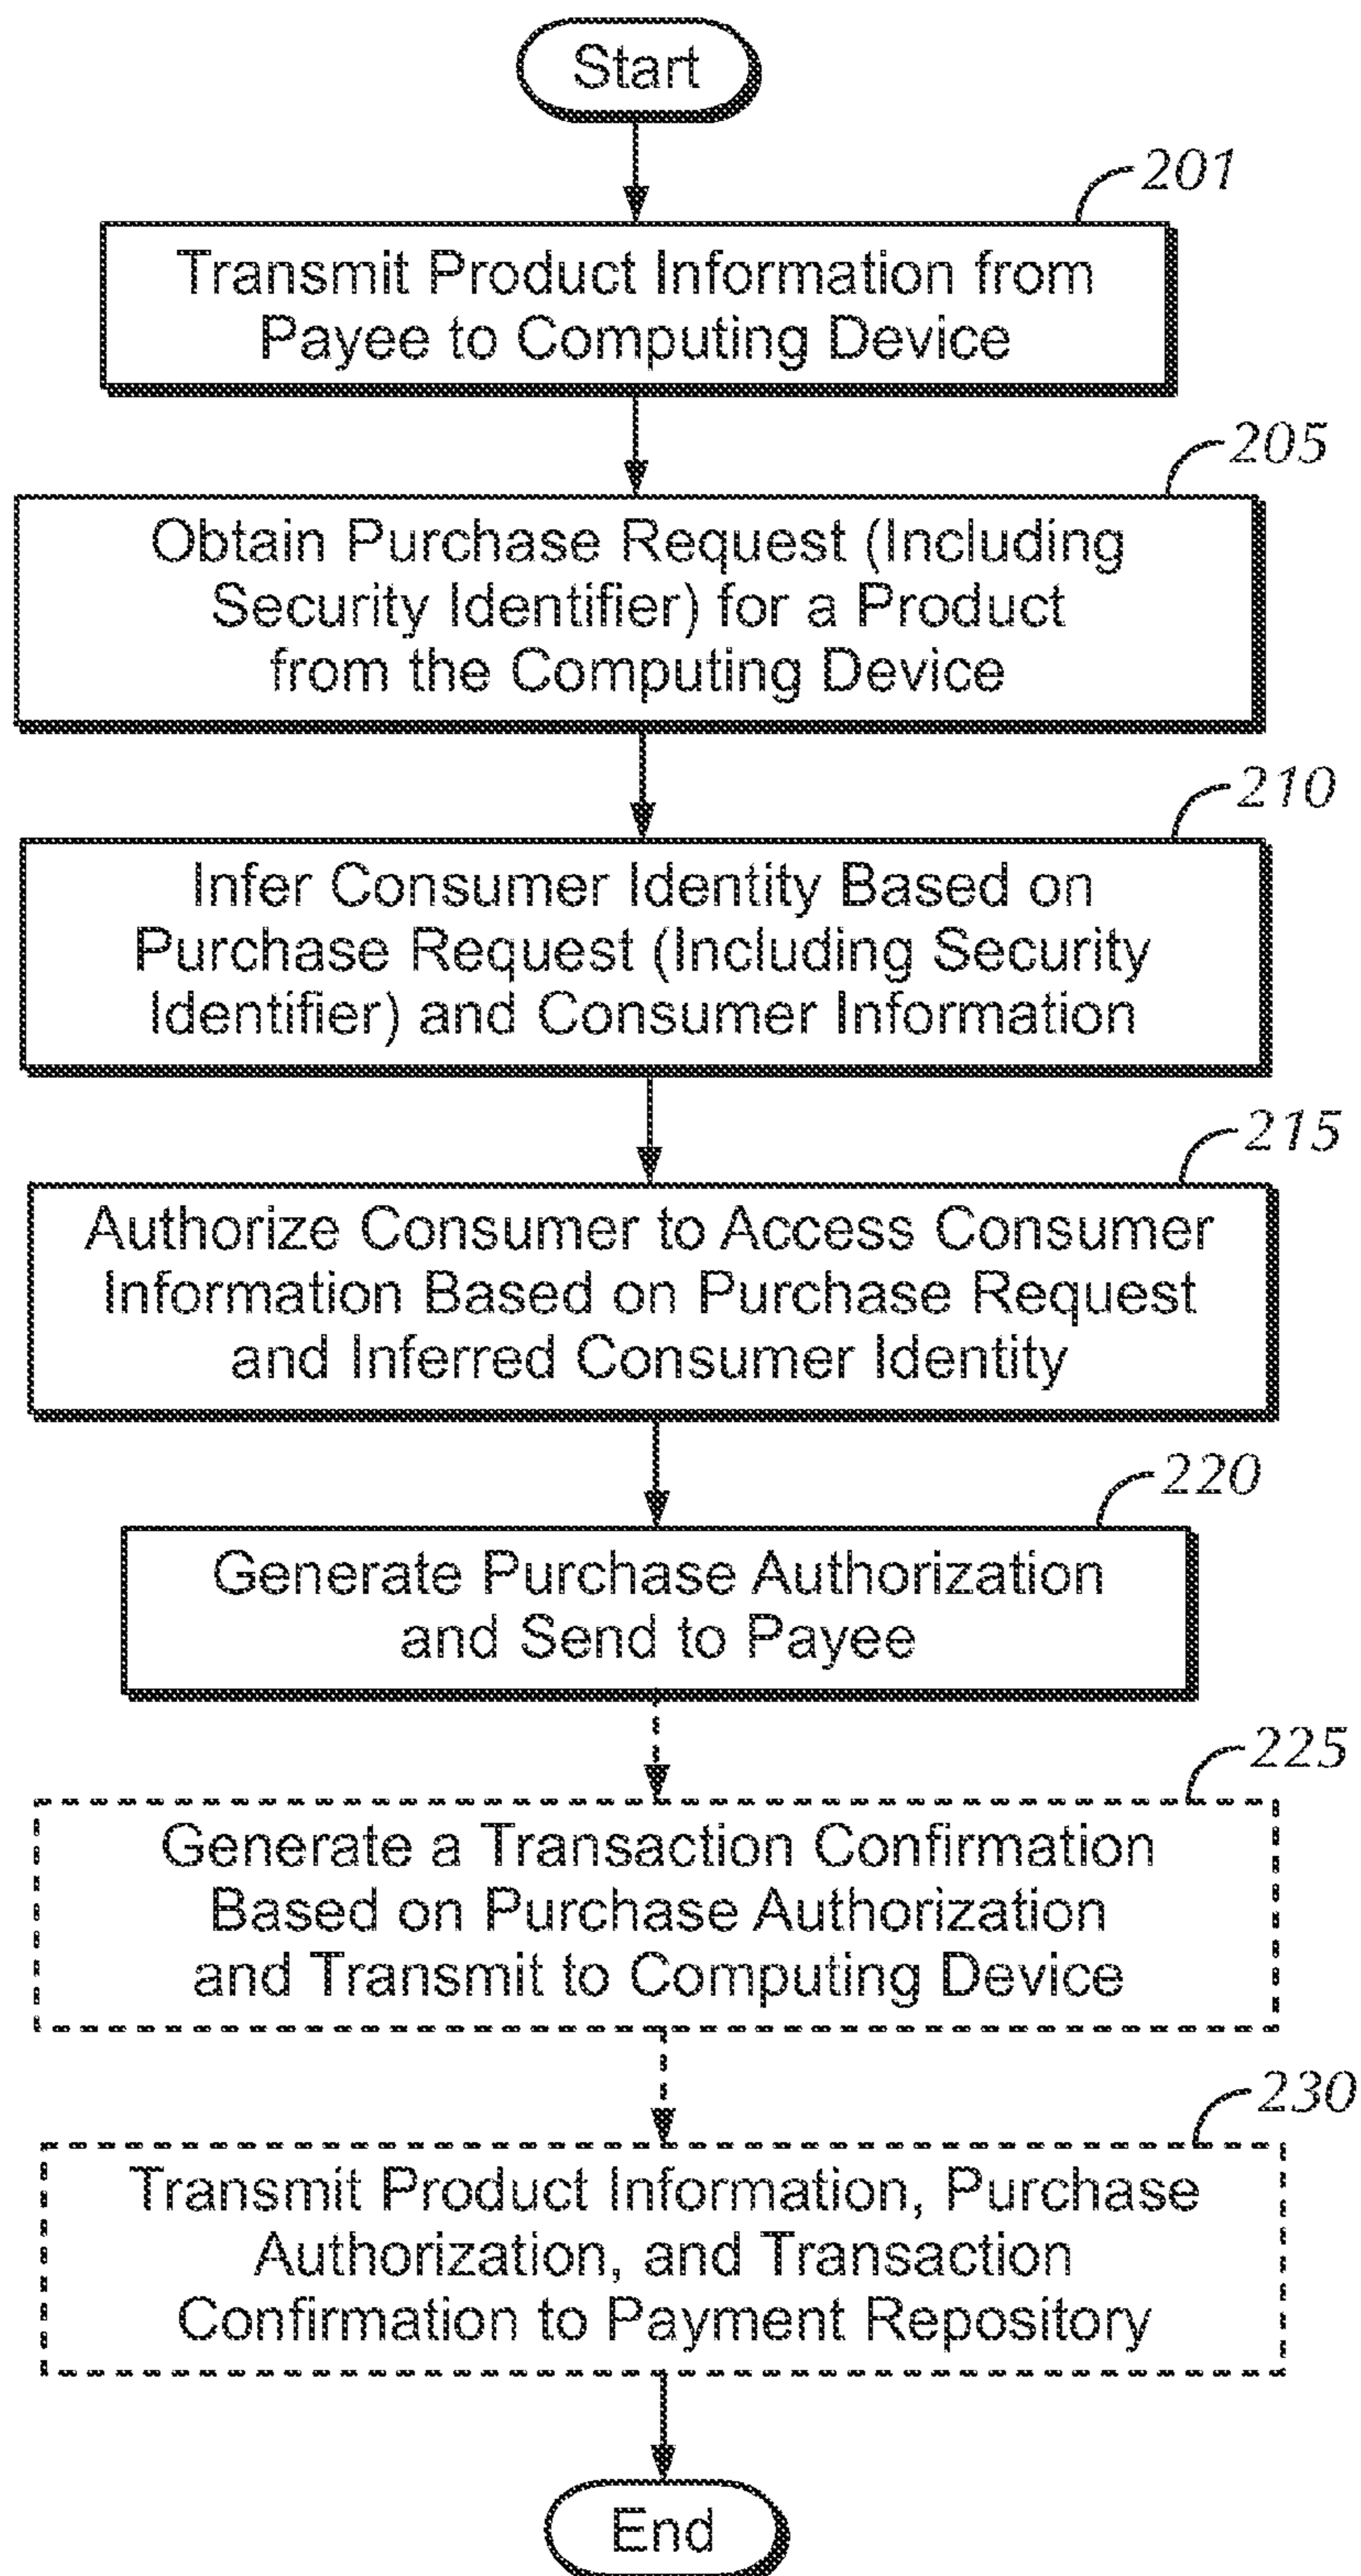 Start
201
Transmit Product Information from
Payee to Computing Device
205
Obtain Purchase Request (Including
Security Identifier) for a Product
from the Computing Device
210
Infer Consumer Identity Based on
Purchase Request (Including Security
Identifier) and Consumer Information
215
Authorize Consumer to Access Consumer
Information Based on Purchase Request
and Inferred Consumer Identity
220
Generate Purchase Authorization
and Send to Payee
225
Generate a Transaction Confirmation
Based on Purchase Authorization
and Transmit to Computing Device
230
Transmit Product Information, Purchase
Authorization, and Transaction
Confirmation to Payment Repository
End